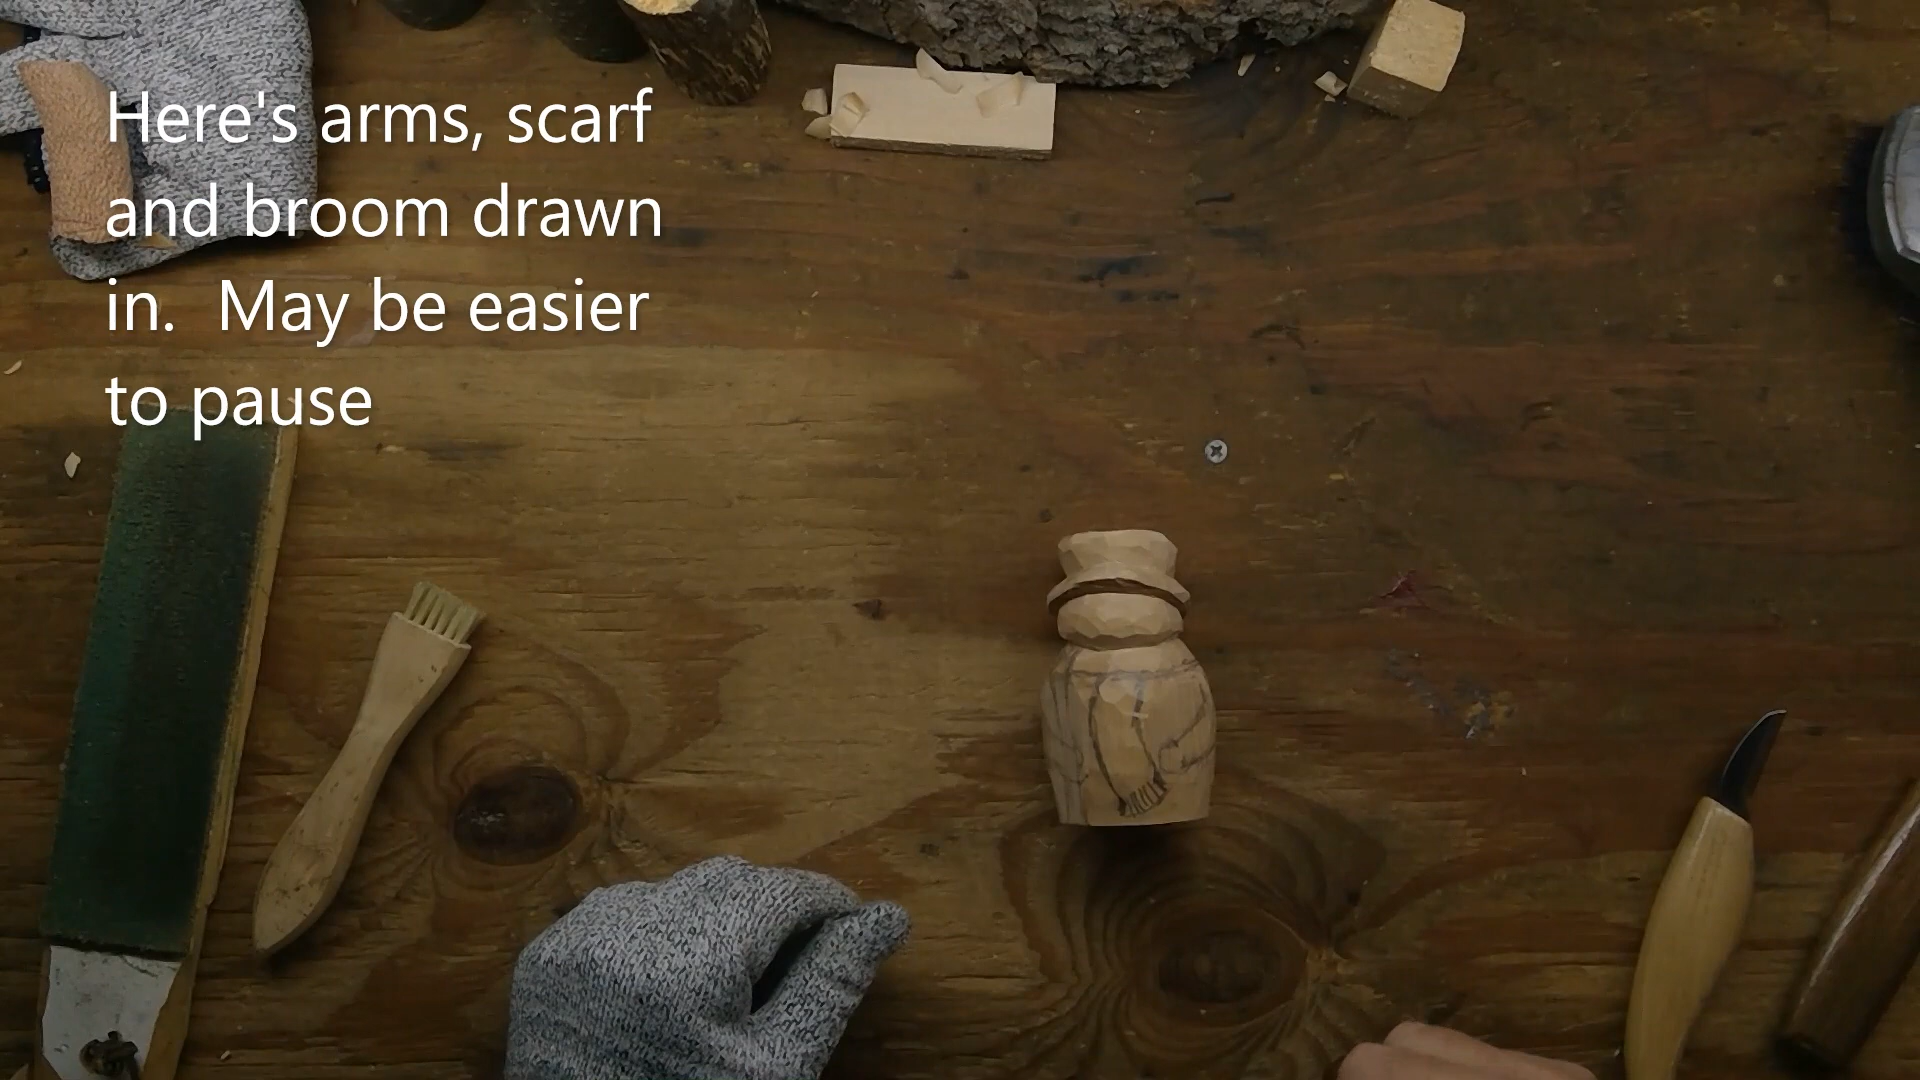 Here's arms, scarf
and broom drawn
in.  May be easier
to pause